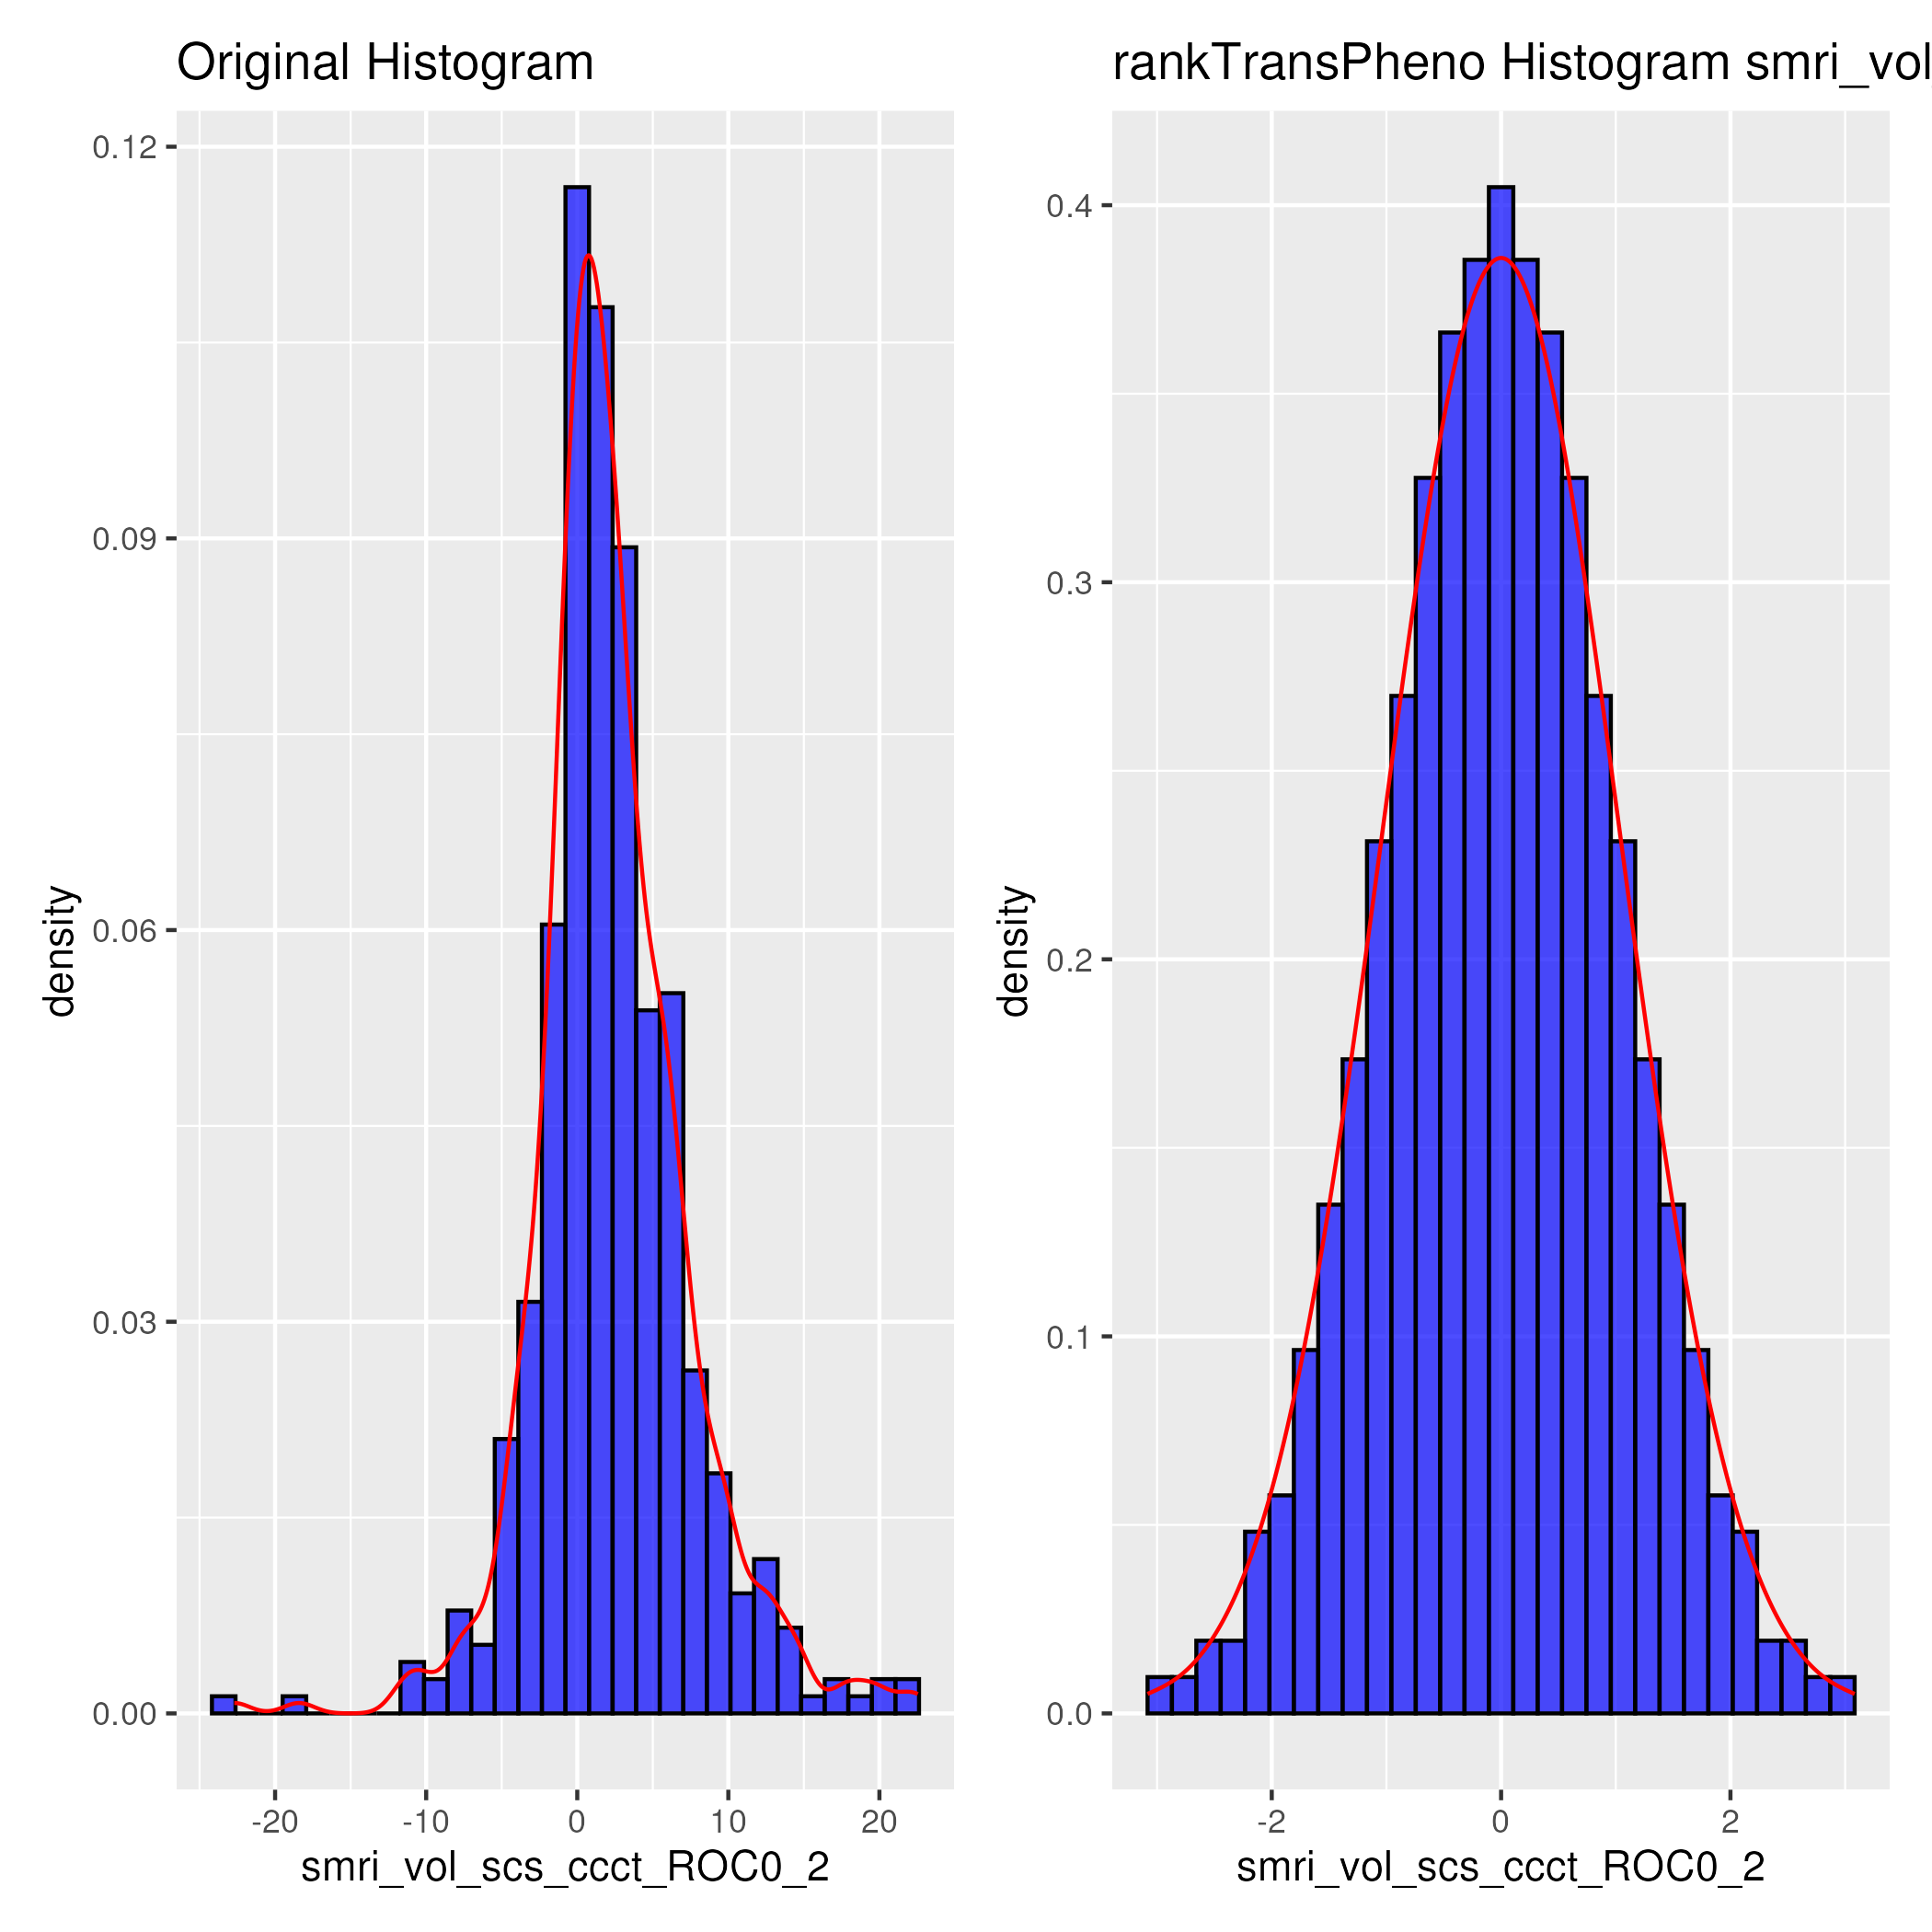 Original Histogram
0.12
0.09
0.06
0.03
0.00
density
-20 -10 0 10 20
smri_vol_scs_ccct_ROC0_2
rankTransPheno Histogram smri_vol_
0.4
0.3
0.2
0.1
0.0
density
-2 0 2
smri_vol_scs_ccct_ROC0_2